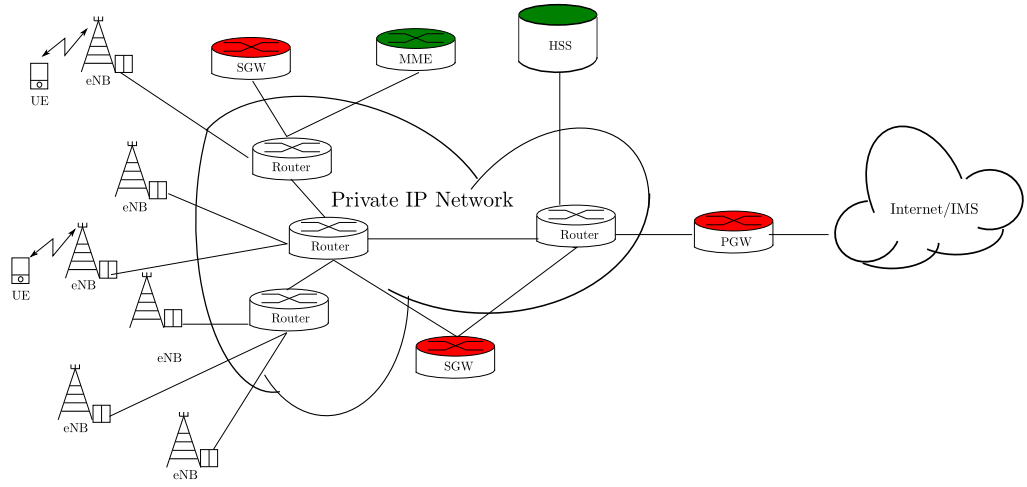 HSS
MME
SGW
eNB
UE
Router
Private IP Network
eNB
Internet/IMS
Router
PGW
Router
eNB
UE
Router
eNB
SGW
eNB
eNB